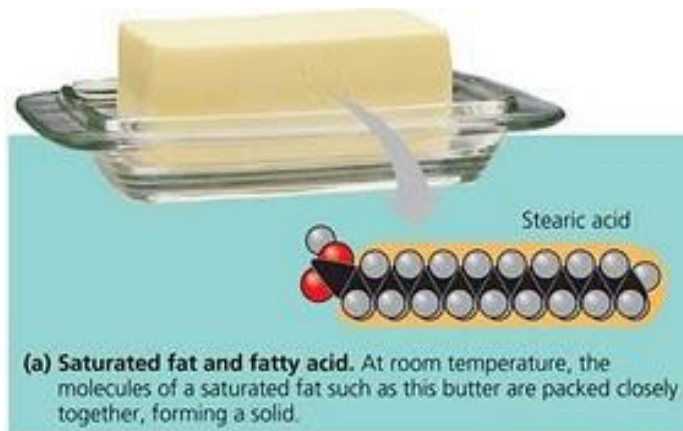 Stearic acid
(a) Saturated fat and fatty acid. At room temperature, the
molecules of a saturated fat such as this butter are packed closely
together, forming a solid.